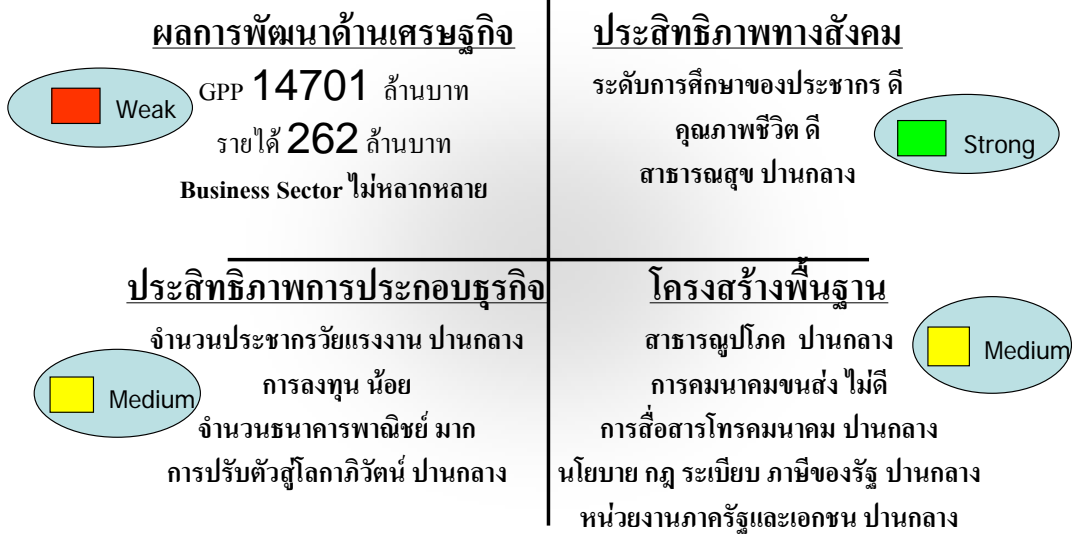 ผลการพัฒนาด้านเศรษฐกิจ
Weak
GPP 14701 ล้านบาท
รายได้ 262 ล้านบาท
Business Sector ไม่หลากหลาย
ประสิทธิภาพทางสังคม
ระดับการศึกษาของประชากร ดี
คุณภาพชีวิต ดี
สาธารณสุข ปานกลาง
Strong
ประสิทธิภาพการประกอบธุรกิจ
จำนวนประชากรวัยแรงงาน ปานกลาง
การลงทุน น้อย
จำนวนธนาคารพาณิชย์ มาก
การปรับตัวสู่โลกาภิวัตน์ ปานกลาง
Medium
โครงสร้างพื้นฐาน
สาธารณูปโภค ปานกลาง
การคมนาคมขนส่ง ไม่ดี
การสื่อสารโทรคมนาคม ปานกลาง
นโยบาย กฎ ระเบียบ ภาษีของรัฐ ปานกลาง
หน่วยงานภาครัฐและเอกชน ปานกลาง
Medium